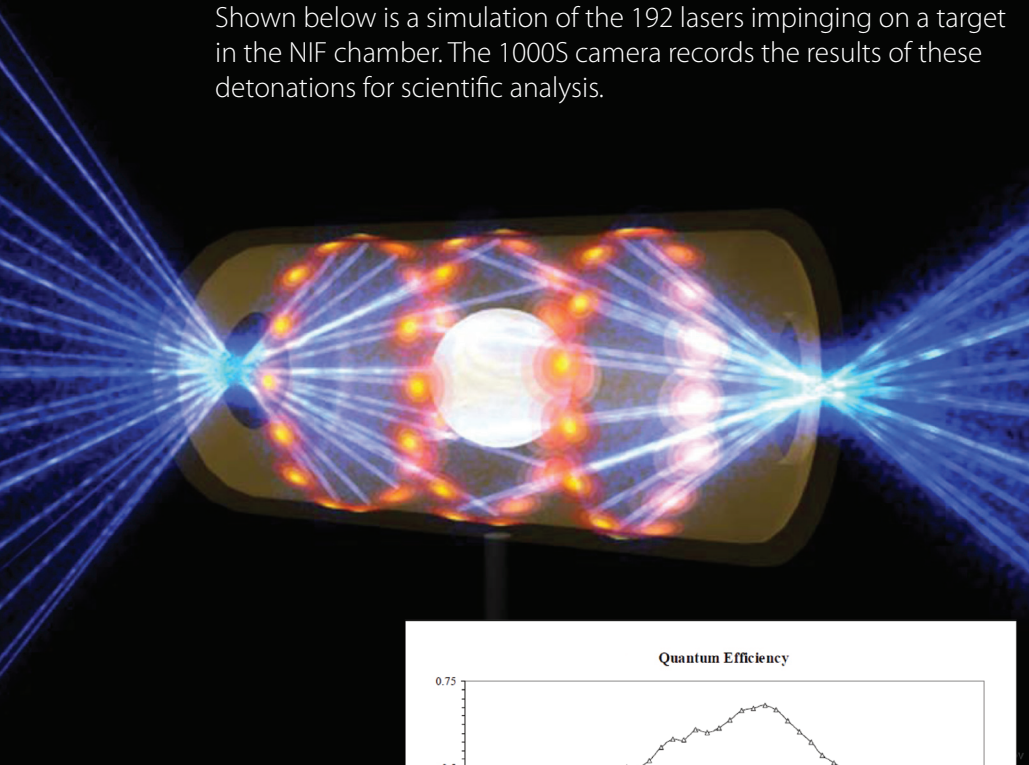 Shown below is a simulation of the 192 lasers impinging on a target
in the NIF chamber. The 1000S camera records the results of these
detonations for scientific analysis.
Quantum Efficiency
0.75